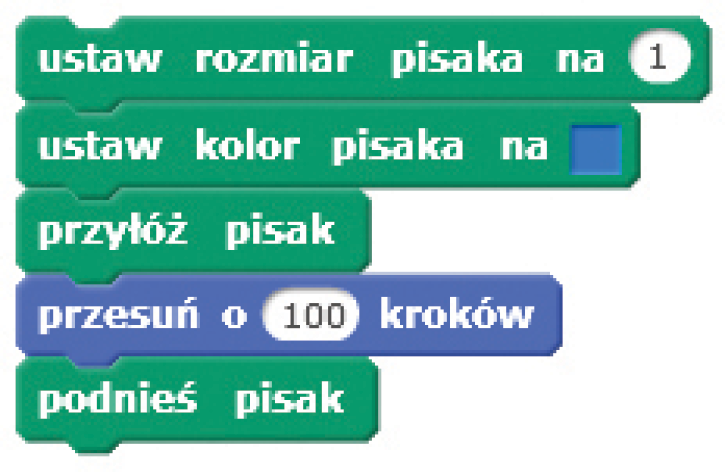 ustaw rozmiar pisaka na 1
ustaw kolor pisaka na
przyłóż pisak
przesuń o 100 kroków
podnieś pisak